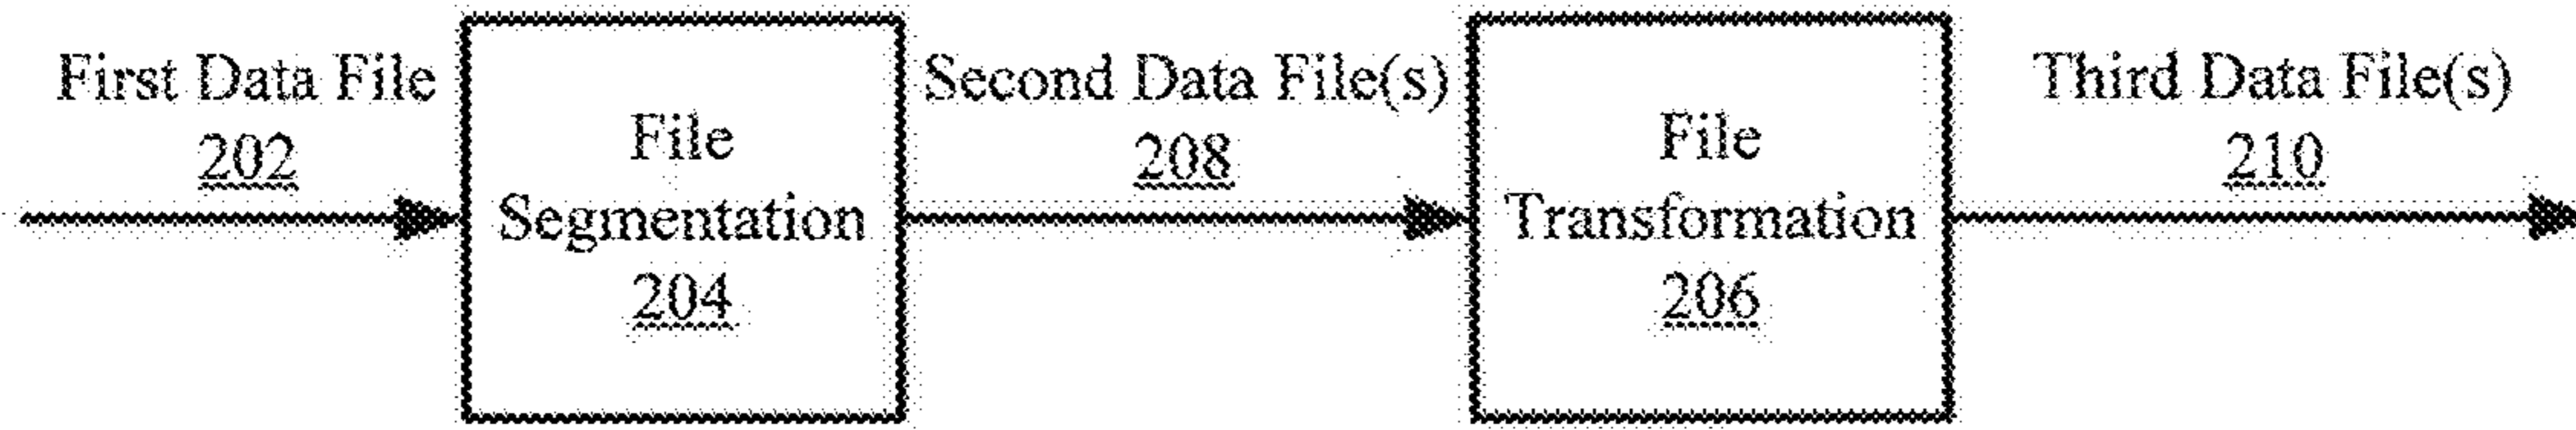 First Data File
202
File
Segmentation
204
Second Data File(s)
208
File
Transformation
206
Third Data File(s)
210